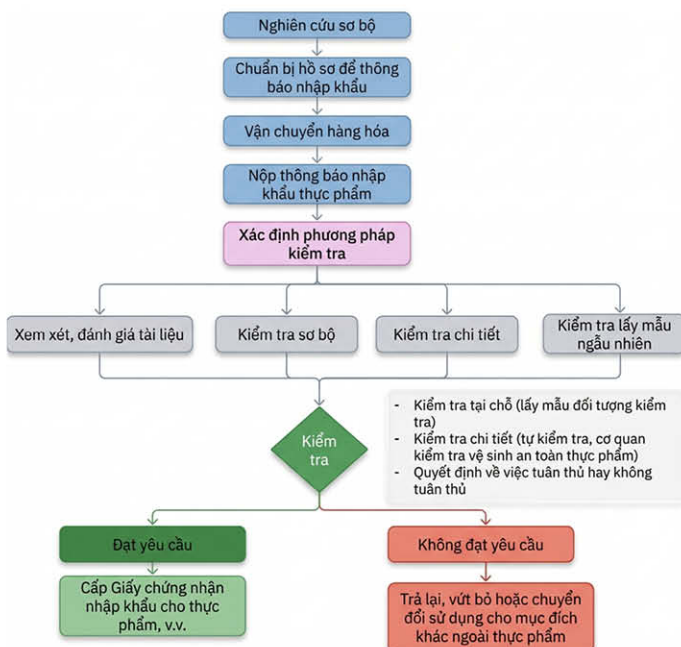 Nghiên cứu sơ bộ
Chuẩn bị hồ sơ để thông
báo nhập khẩu
Vận chuyển hàng hóa
Nộp thông báo nhập
khẩu thực phẩm
Xác định phương pháp
kiểm tra
Xem xét, đánh giá tài liệu
Kiểm tra sơ bộ
Kiểm tra chi tiết
Kiểm tra lấy mẫu
ngẫu nhiên
Kiểm
tra
- Kiểm tra tại chỗ (lấy mẫu đối tượng kiểm
tra)
- Kiểm tra chi tiết (tự kiểm tra, cơ quan
kiểm tra vệ sinh an toàn thực phẩm)
- Quyết định về việc tuân thủ hay không
tuân thủ
Đạt yêu cầu
Không đạt yêu cầu
Cấp Giấy chứng nhận
nhập khẩu cho thực
phẩm, v.v.
Trả lại, vứt bỏ hoặc chuyển
đổi sử dụng cho mục đích
khác ngoài thực phẩm